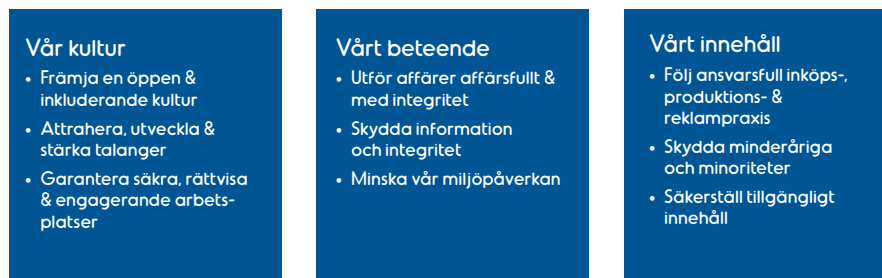 Vår kultur
• Främja en öppen &
inkluderande kultur
• Attrahera, utveckla &
stärka talanger
• Garantera säkra, rättvisa
& engagerande arbets-
platser
Vårt beteende
• Utför affärer affärsfullt &
med integritet
• Skydda information
och integritet
• Minska vår miljöpåverkan
Vårt innehåll
• Följ ansvarsfull inköps-,
produktions- &
reklampraxis
• Skydda minderåriga
och minoriteter
• Säkerställ tillgängligt
innehåll